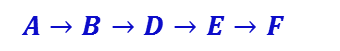 A → B → D → E → F